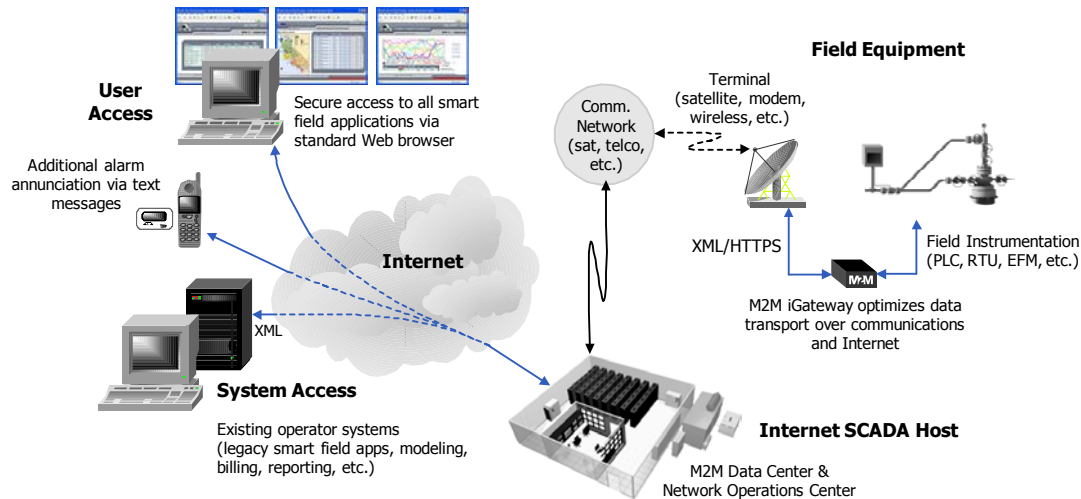 User
Access
Secure access to all smart
field applications via
standard Web browser
Additional alarm
annunciation via text
messages
Internet
XML
System Access
Existing operator systems
(legacy smart field apps, modeling,
billing, reporting, etc.)
Comm.
Network
(sat, telco,
etc.)
Field Equipment
Terminal
(satellite, modem,
wireless, etc.)
XML/HTTPS
Field Instrumentation
(PLC, RTU, EFM, etc.)
M2M
M2M iGateway optimizes data
transport over communications
and Internet
Internet SCADA Host
M2M Data Center &
Network Operations Center